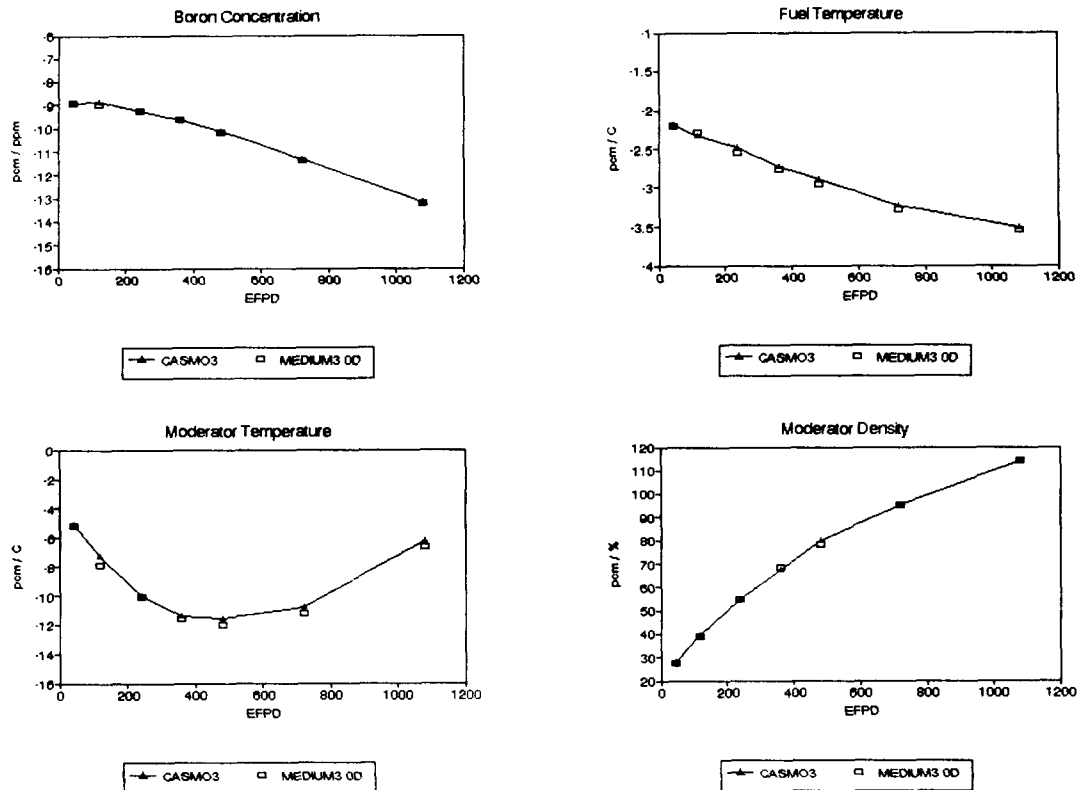 Boron Concentration
-6
-7
-8
-9
-10
-11
-12
-13
-14
-15
-16
pcm / ppm
0 200 400 600 800 1000 1200
EFPD
CASMO3 MEDIUM3 0D
Fuel Temperature
-1
-1.5
-2
-2.5
-3
-3.5
-4
pcm / C
0 200 400 600 800 1000 1200
EFPD
CASMO3 MEDIUM3 0D
Moderator Temperature
0
-2
-4
-6
-8
-10
-12
-14
-16
pcm / C
0 200 400 600 800 1000 1200
EFPD
CASMO3 MEDIUM3 0D
Moderator Density
120
110
100
90
80
70
60
50
40
30
20
pcm / %
0 200 400 600 800 1000 1200
EFPD
CASMO3 MEDIUM3 0D